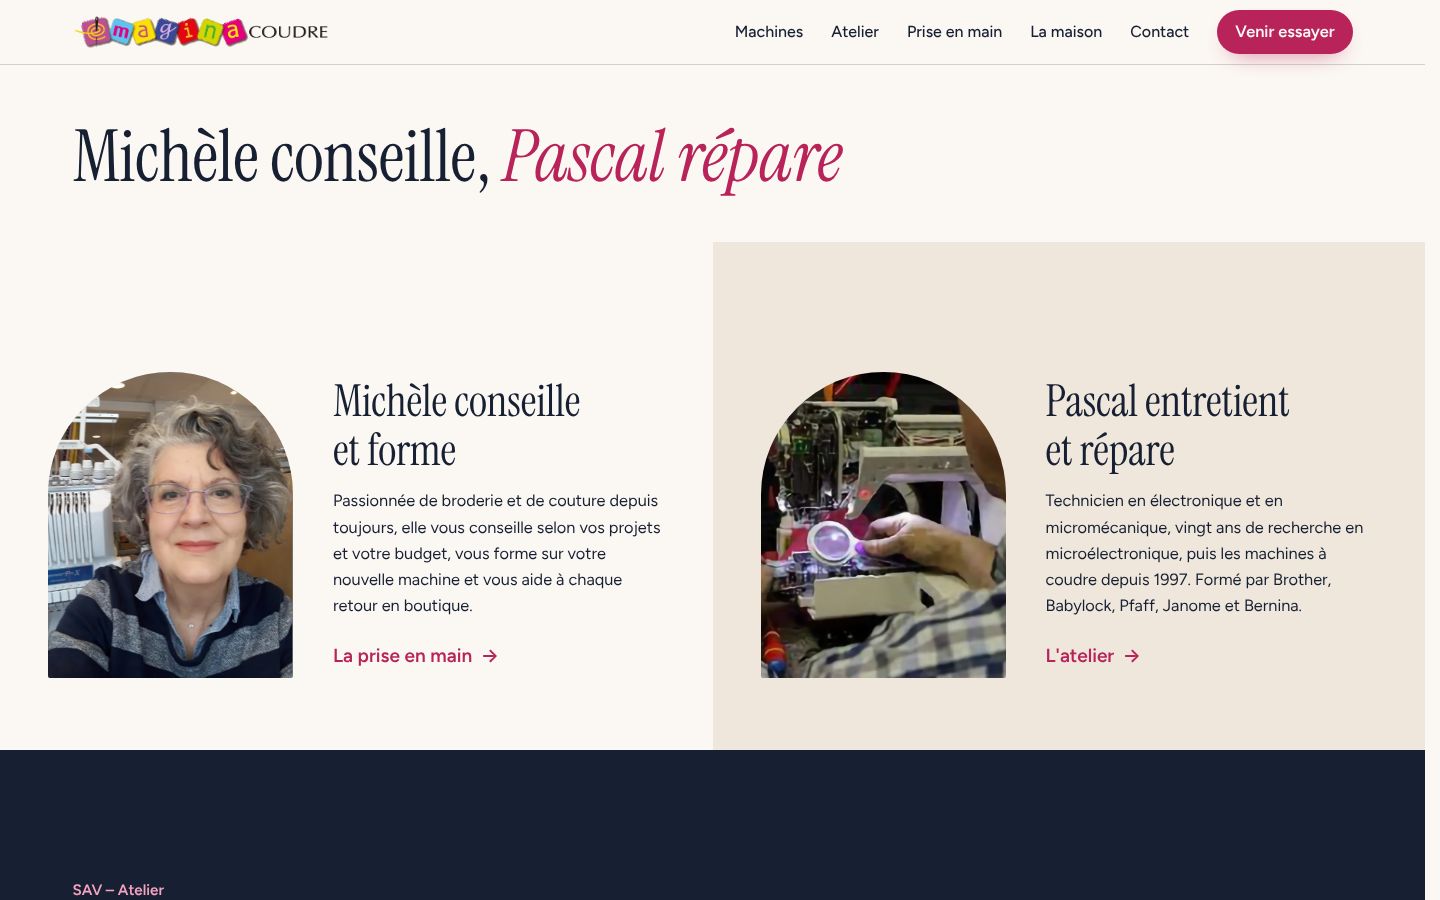 imagina COUDRE
Machines
Atelier
Prise en main
La maison
Contact
Venir essayer
Michèle conseille, Pascal répare
Michèle conseille
et forme
Passionnée de broderie et de couture depuis
toujours, elle vous conseille selon vos projets
et votre budget, vous forme sur votre
nouvelle machine et vous aide à chaque
retour en boutique.
La prise en main →
Pascal entretient
et répare
Technicien en électronique et en
micromécanique, vingt ans de recherche en
microélectronique, puis les machines à
coudre depuis 1997. Formé par Brother,
Babylock, Pfaff, Janome et Bernina.
L'atelier →
SAV – Atelier